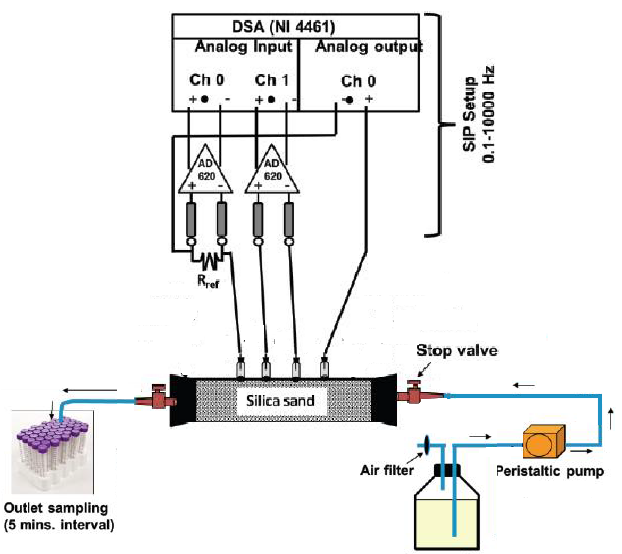 DSA (NI 4461)
Analog Input
Analog output
Ch 0
Ch 1
Ch 0
+ -
+ -
- +
SIP Setup
0.1-10000 Hz
AD
620
+ -
AD
620
+ -
Rref
Stop valve
Silica sand
Air filter
Peristaltic pump
Outlet sampling
(5 mins. interval)